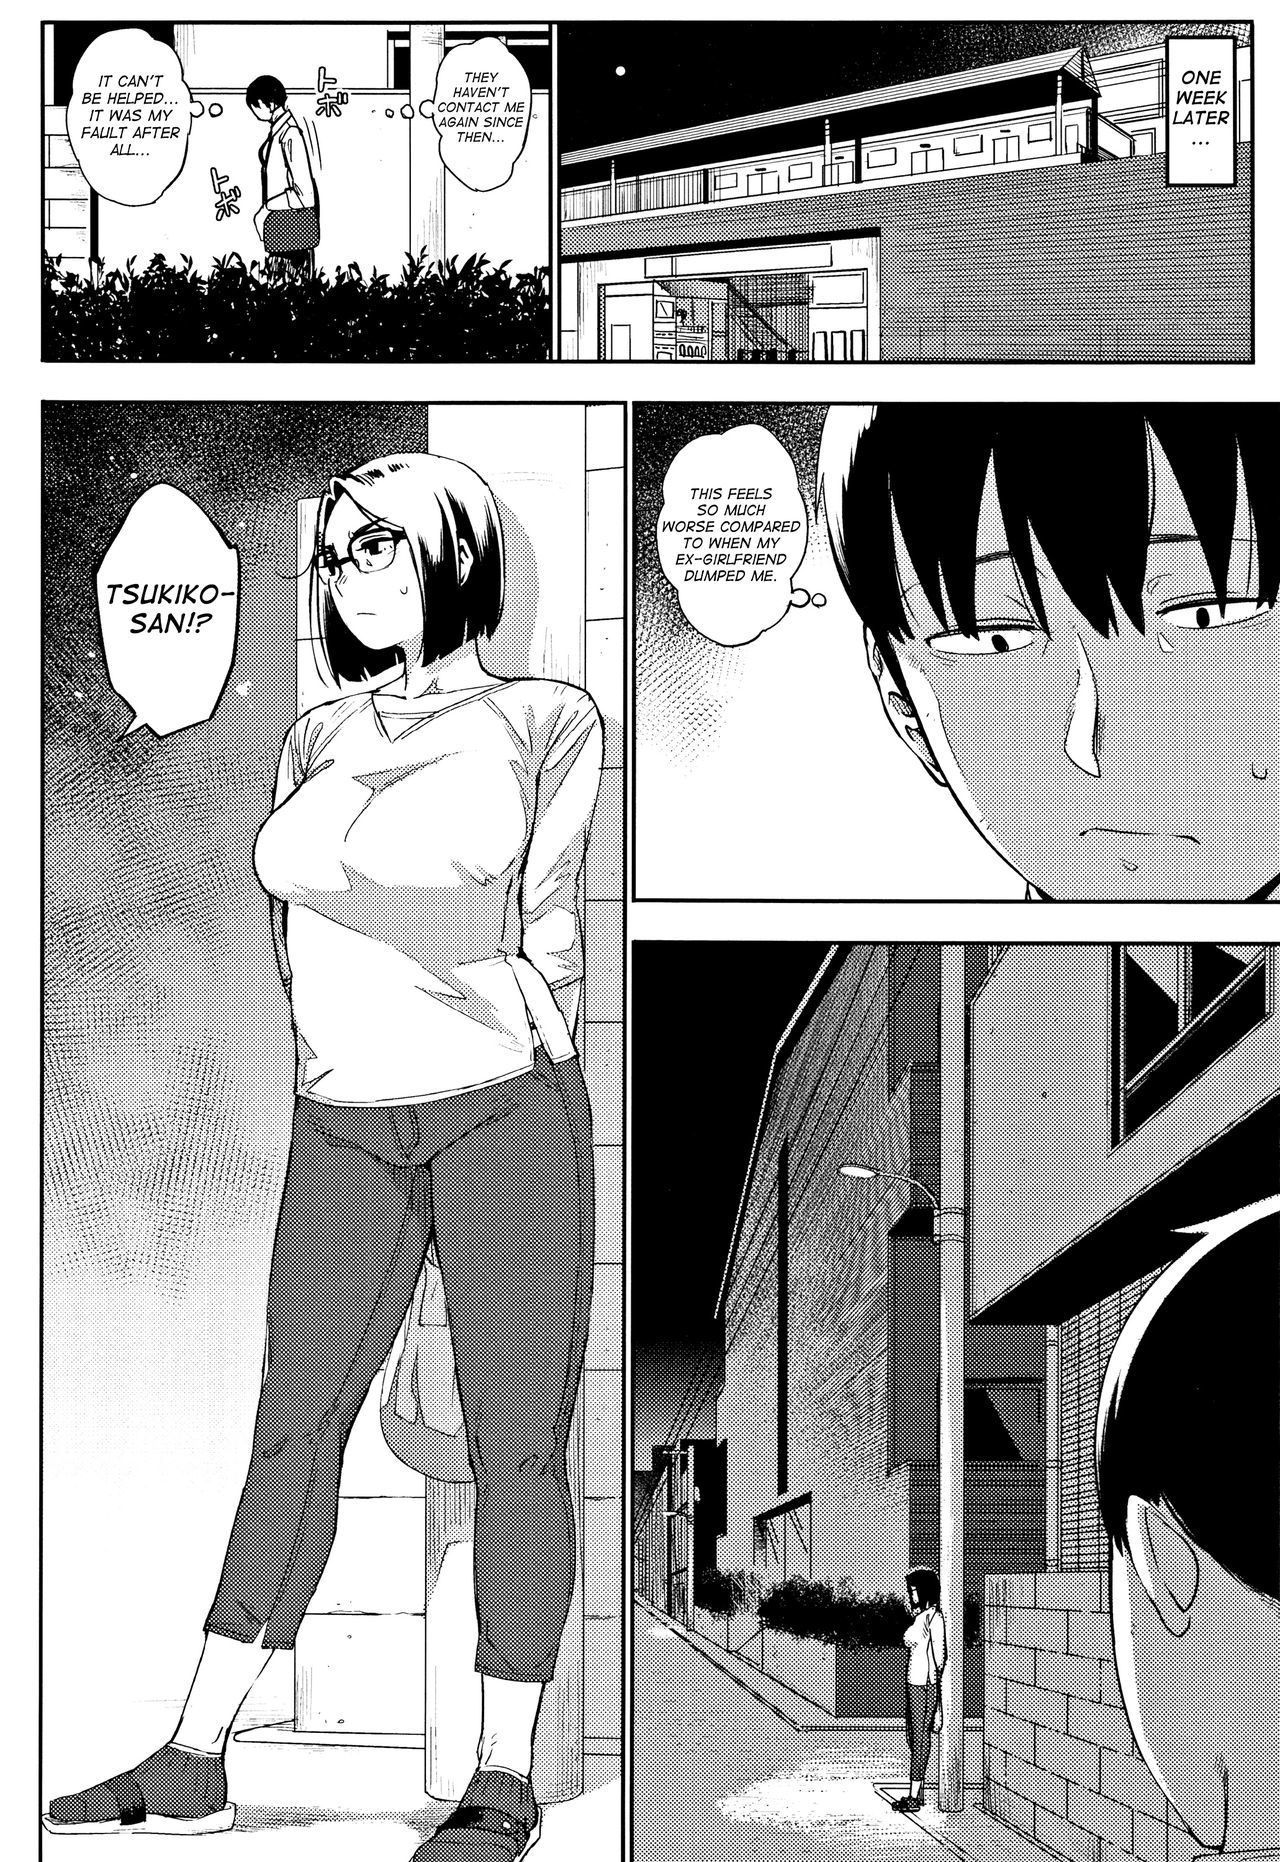 ONE
WEEK
LATER
...
THEY
HAVEN'T
CONTACT ME
AGAIN SINCE
THEN...
トボ
トボ
IT CAN'T
BE HELPED...
IT WAS MY
FAULT AFTER
ALL...
THIS FEELS
SO MUCH
WORSE COMPARED
TO WHEN MY
EX-GIRLFRIEND
DUMPED ME.
TSUKIKO-
SAN!?